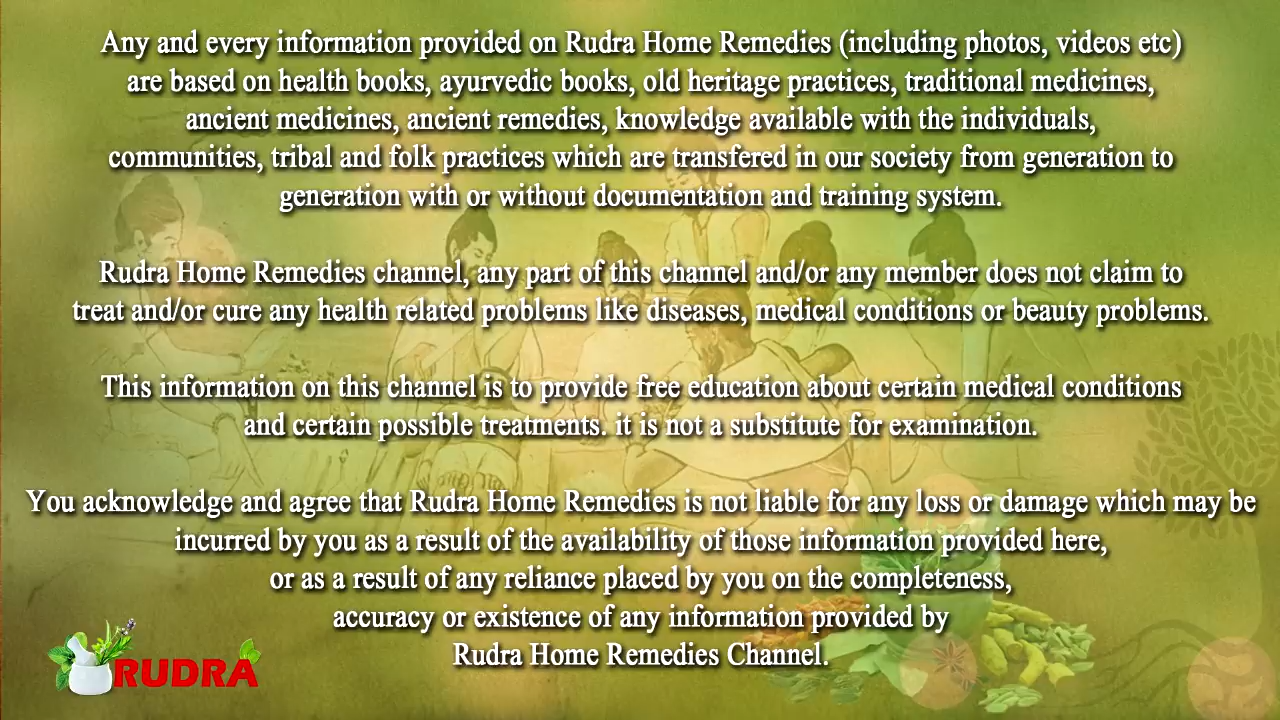 Any and every information provided on Rudra Home Remedies (including photos, videos etc)
are based on health books, ayurvedic books, old heritage practices, traditional medicines,
ancient medicines, ancient remedies, knowledge available with the individuals,
communities, tribal and folk practices which are transfered in our society from generation to
generation with or without documentation and training system.
Rudra Home Remedies channel, any part of this channel and/or any member does not claim to
treat and/or cure any health related problems like diseases, medical conditions or beauty problems.
This information on this channel is to provide free education about certain medical conditions
and certain possible treatments. it is not a substitute for examination.
You acknowledge and agree that Rudra Home Remedies is not liable for any loss or damage which may be
incurred by you as a result of the availability of those information provided here,
or as a result of any reliance placed by you on the completeness,
accuracy or existence of any information provided by
Rudra Home Remedies Channel.
RUDRA